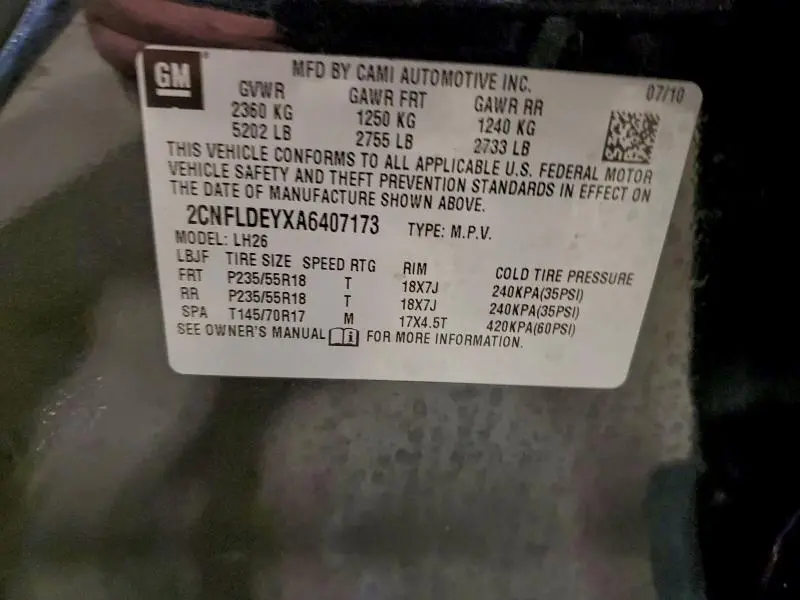 GM
MFD BY CAMI AUTOMOTIVE INC.
07/10
GVWR GAWR FRT GAWR RR
2360 KG 1250 KG 1240 KG
5202 LB 2755 LB 2733 LB
THIS VEHICLE CONFORMS TO ALL APPLICABLE U.S. FEDERAL MOTOR
VEHICLE SAFETY AND THEFT PREVENTION STANDARDS IN EFFECT ON
THE DATE OF MANUFACTURE SHOWN ABOVE.
2CNFLDEYXA6407173 TYPE: M.P.V.
MODEL: LH26
LBJF TIRE SIZE SPEED RTG RIM COLD TIRE PRESSURE
FRT P235/55R18 T 18X7J 240KPA(35PSI)
RR P235/55R18 T 18X7J 240KPA(35PSI)
SPA T145/70R17 M 17X4.5T 420KPA(60PSI)
SEE OWNER'S MANUAL FOR MORE INFORMATION.